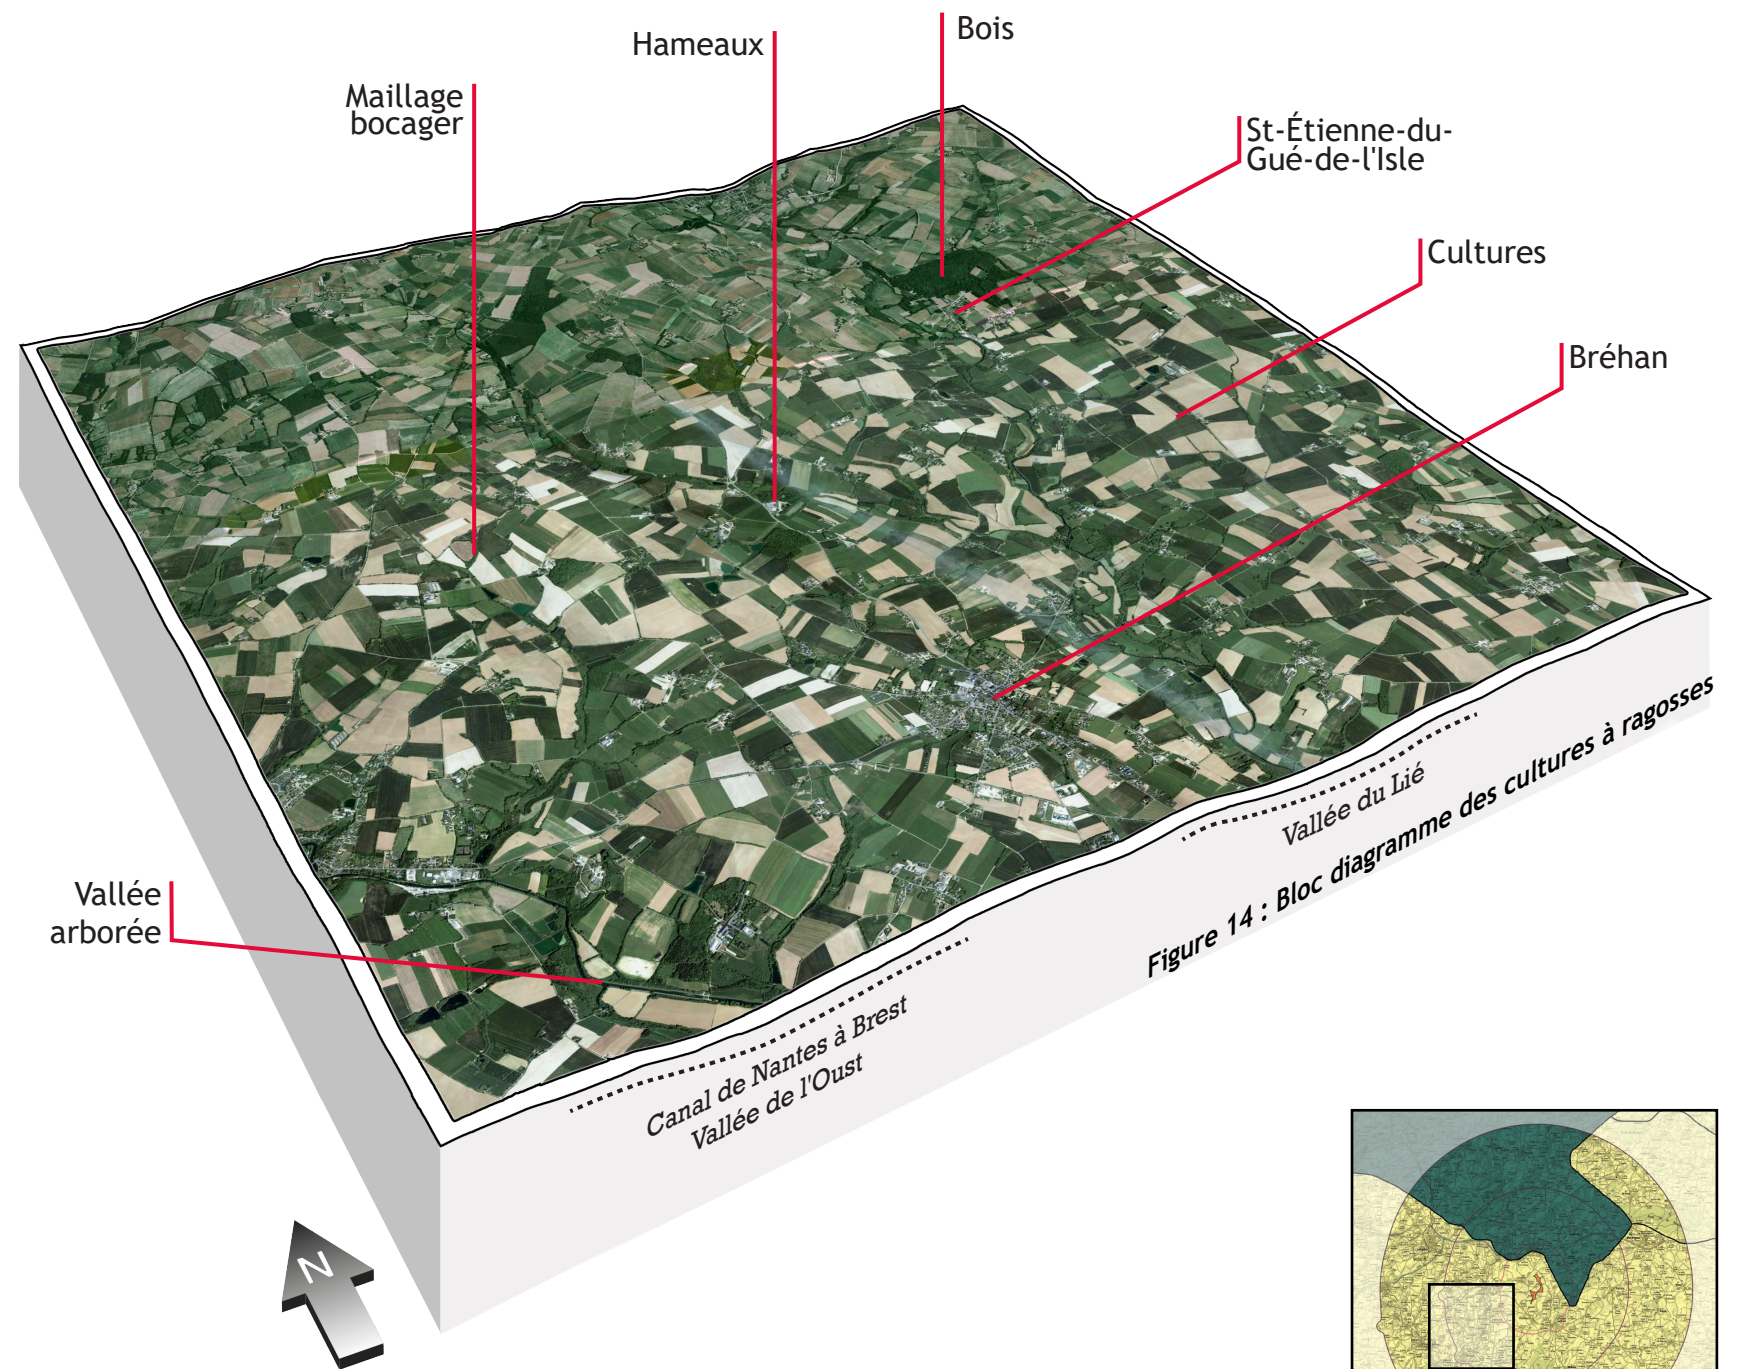 Bois
Hameaux
Maillage
bocager
St-Étienne-du-
Gué-de-l'Isle
Cultures
Bréhan
Vallée
arborée
Vallée du Lié
Figure 14 : Bloc diagramme des cultures à ragosses
Canal de Nantes à Brest
Vallée de l'Oust
N